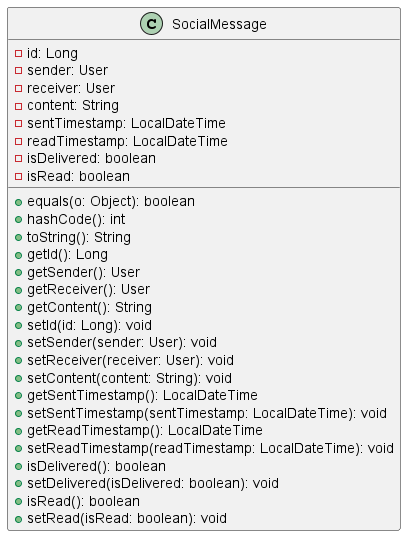 C SocialMessage
id: Long
sender: User
receiver: User
content: String
sentTimestamp: LocalDateTime
readTimestamp: LocalDateTime
isDelivered: boolean
isRead: boolean
equals(o: Object): boolean
hashCode(): int
toString(): String
getId(): Long
getSender(): User
getReceiver(): User
getContent(): String
setId(id: Long): void
setSender(sender: User): void
setReceiver(receiver: User): void
setContent(content: String): void
getSentTimestamp(): LocalDateTime
setSentTimestamp(sentTimestamp: LocalDateTime): void
getReadTimestamp(): LocalDateTime
setReadTimestamp(readTimestamp: LocalDateTime): void
isDelivered(): boolean
setDelivered(isDelivered: boolean): void
isRead(): boolean
setRead(isRead: boolean): void